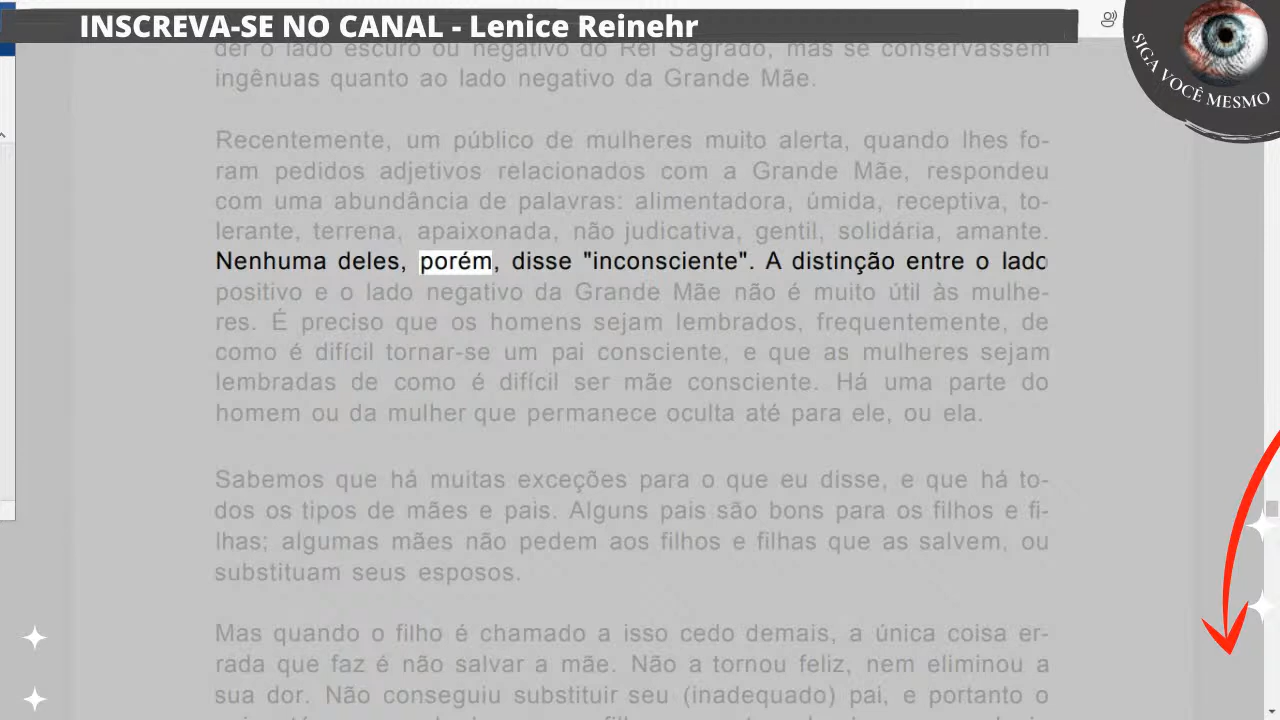 INSCREVA-SE NO CANAL - Lenice Reinehr
SIGA VOCÊ MESMO
der o lado escuro ou negativo do Rei Sagrado, mas se conservassem
ingênuas quanto ao lado negativo da Grande Mãe.
Recentemente, um público de mulheres muito alerta, quando lhes fo-
ram pedidos adjetivos relacionados com a Grande Mãe, respondeu
com uma abundância de palavras: alimentadora, úmida, receptiva, to-
lerante, terrena, apaixonada, não judicativa, gentil, solidária, amante.
Nenhuma deles, porém, disse "inconsciente". A distinção entre o lado
positivo e o lado negativo da Grande Mãe não é muito útil às mulhe-
res. É preciso que os homens sejam lembrados, frequentemente, de
como é difícil tornar-se um pai consciente, e que as mulheres sejam
lembradas de como é difícil ser mãe consciente. Há uma parte do
homem ou da mulher que permanece oculta até para ele, ou ela.
Sabemos que há muitas exceções para o que eu disse, e que há to-
dos os tipos de mães e pais. Alguns pais são bons para os filhos e fi-
lhas; algumas mães não pedem aos filhos e filhas que as salvem, ou
substituam seus esposos.
Mas quando o filho é chamado a isso cedo demais, a única coisa er-
rada que faz é não salvar a mãe. Não a tornou feliz, nem eliminou a
sua dor. Não conseguiu substituir seu (inadequado) pai, e portanto o